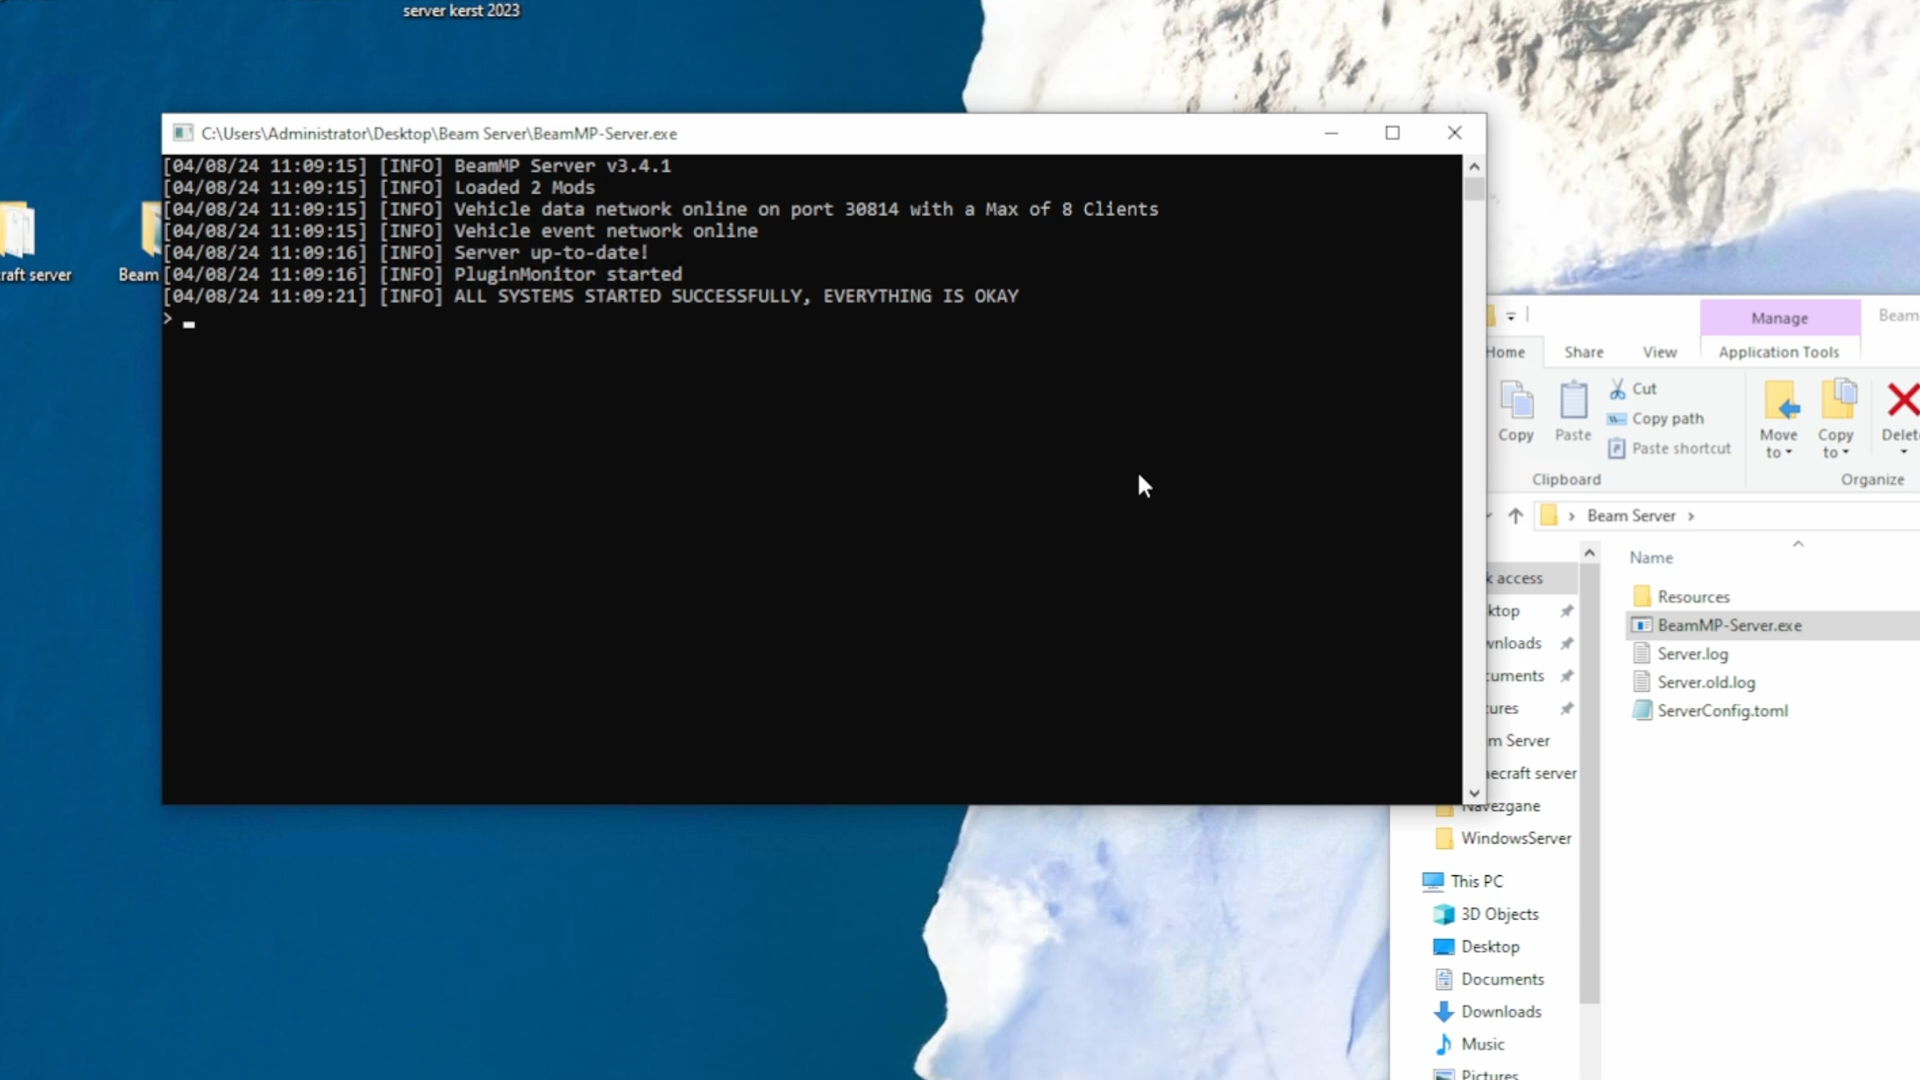 server kerst 2023
C:\Users\Administrator\Desktop\Beam Server\BeamMP-Server.exe
[04/08/24 11:09:15] [INFO] BeamMP Server v3.4.1
[04/08/24 11:09:15] [INFO] Loaded 2 Mods
[04/08/24 11:09:15] [INFO] Vehicle data network online on port 30814 with a Max of 8 Clients
[04/08/24 11:09:15] [INFO] Vehicle event network online
[04/08/24 11:09:16] [INFO] Server up-to-date!
[04/08/24 11:09:16] [INFO] PluginMonitor started
[04/08/24 11:09:21] [INFO] ALL SYSTEMS STARTED SUCCESSFULLY, EVERYTHING IS OKAY
>
raft server
Beam
Manage
Beam
Home
Share
View
Application Tools
Copy
Paste
Cut
Copy path
Paste shortcut
Clipboard
Move to
Copy to
Delete
Organize
Beam Server
Name
Resources
BeamMP-Server.exe
Server.log
Server.old.log
ServerConfig.toml
k access
ktop
wnloads
cuments
tures
m Server
ecraft server
Navezgane
WindowsServer
This PC
3D Objects
Desktop
Documents
Downloads
Music
Pictures